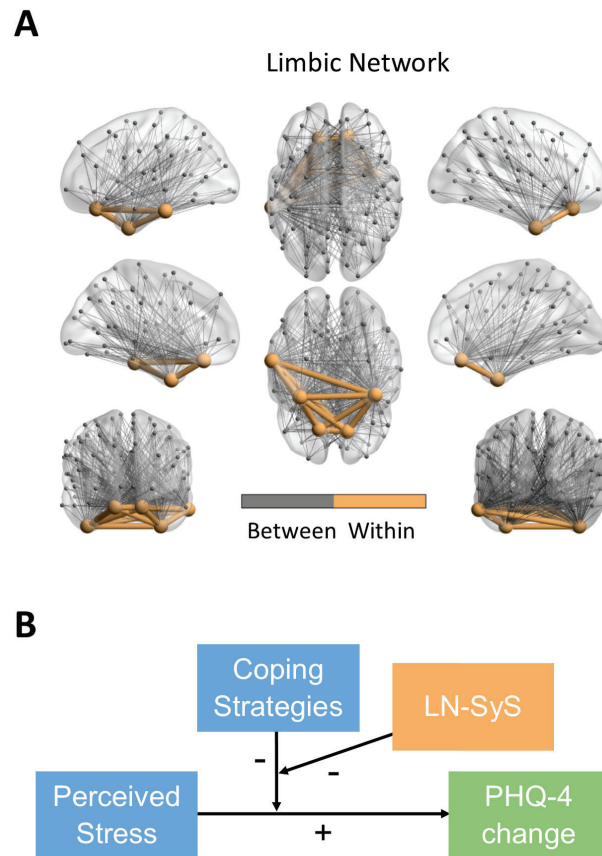 A
Limbic Network
Between Within
B
Coping
Strategies
LN-SyS
-
-
Perceived
Stress
+
PHQ-4
change